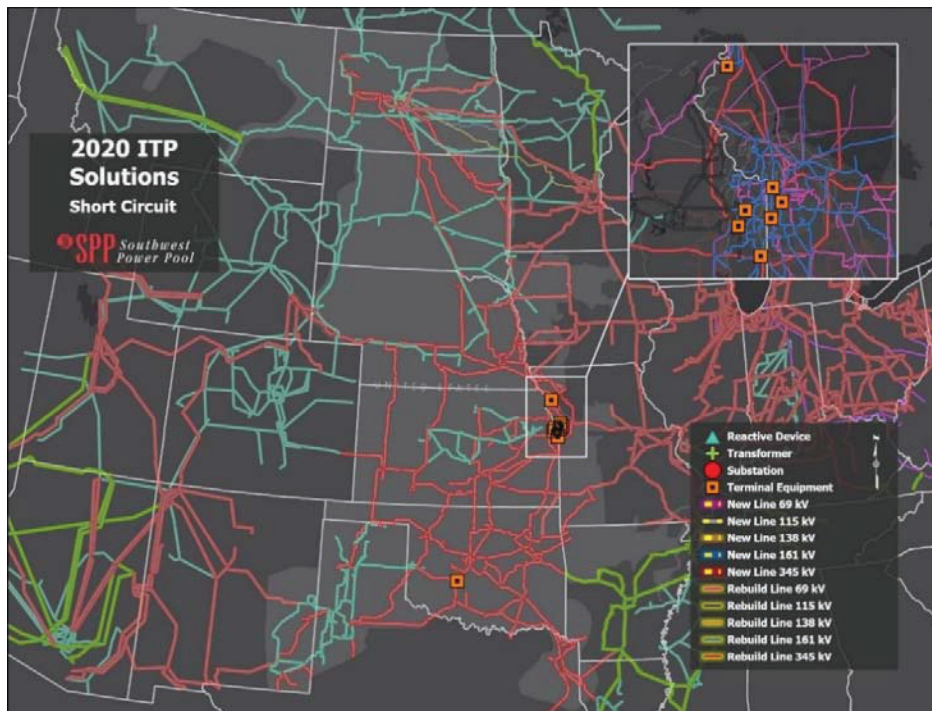 2020 ITP
Solutions
Short Circuit
SPP Southwest
Power Pool
UNITED STATES
Reactive Device
Transformer
Substation
Terminal Equipment
New Line 69 kV
New Line 115 kV
New Line 138 kV
New Line 161 kV
New Line 345 kV
Rebuild Line 69 kV
Rebuild Line 115 kV
Rebuild Line 138 kV
Rebuild Line 161 kV
Rebuild Line 345 kV